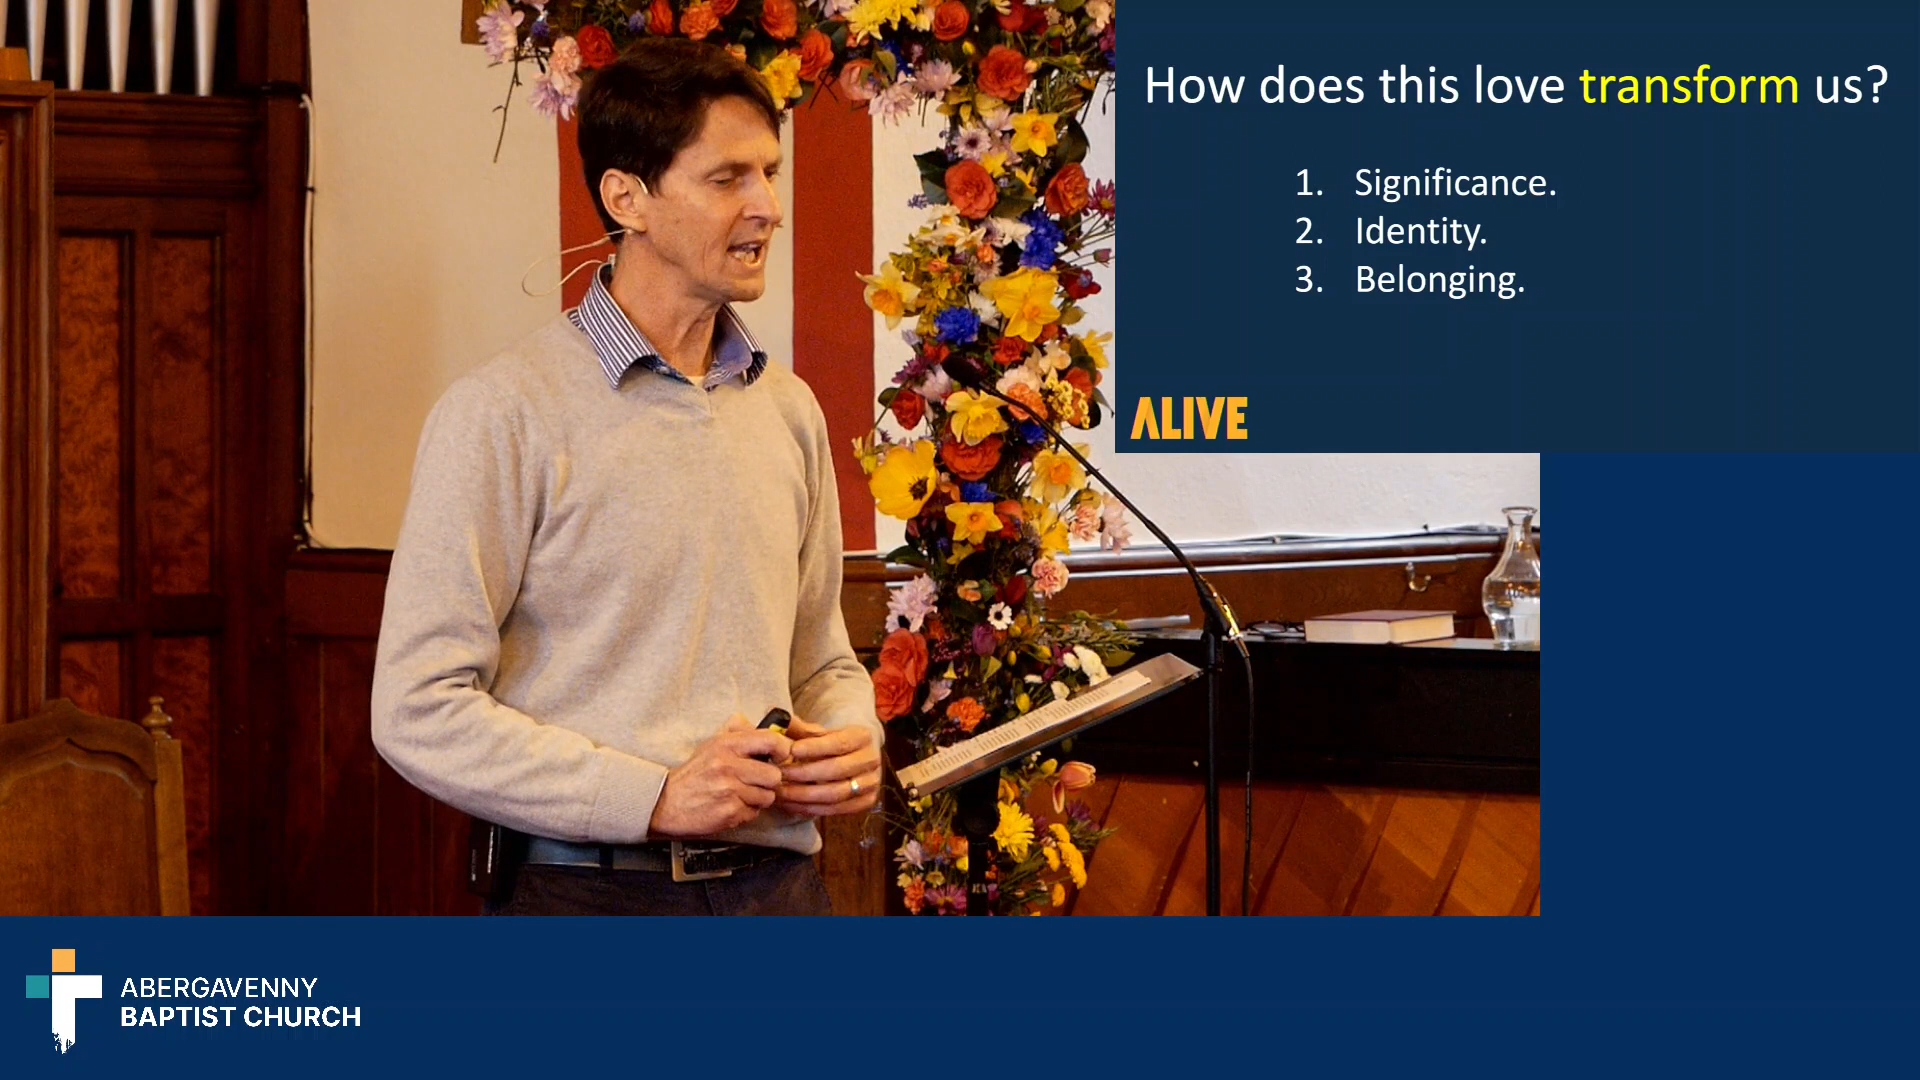 How does this love transform us?
1. Significance.
2. Identity.
3. Belonging.
ALIVE
ABERGAVENNY
BAPTIST CHURCH